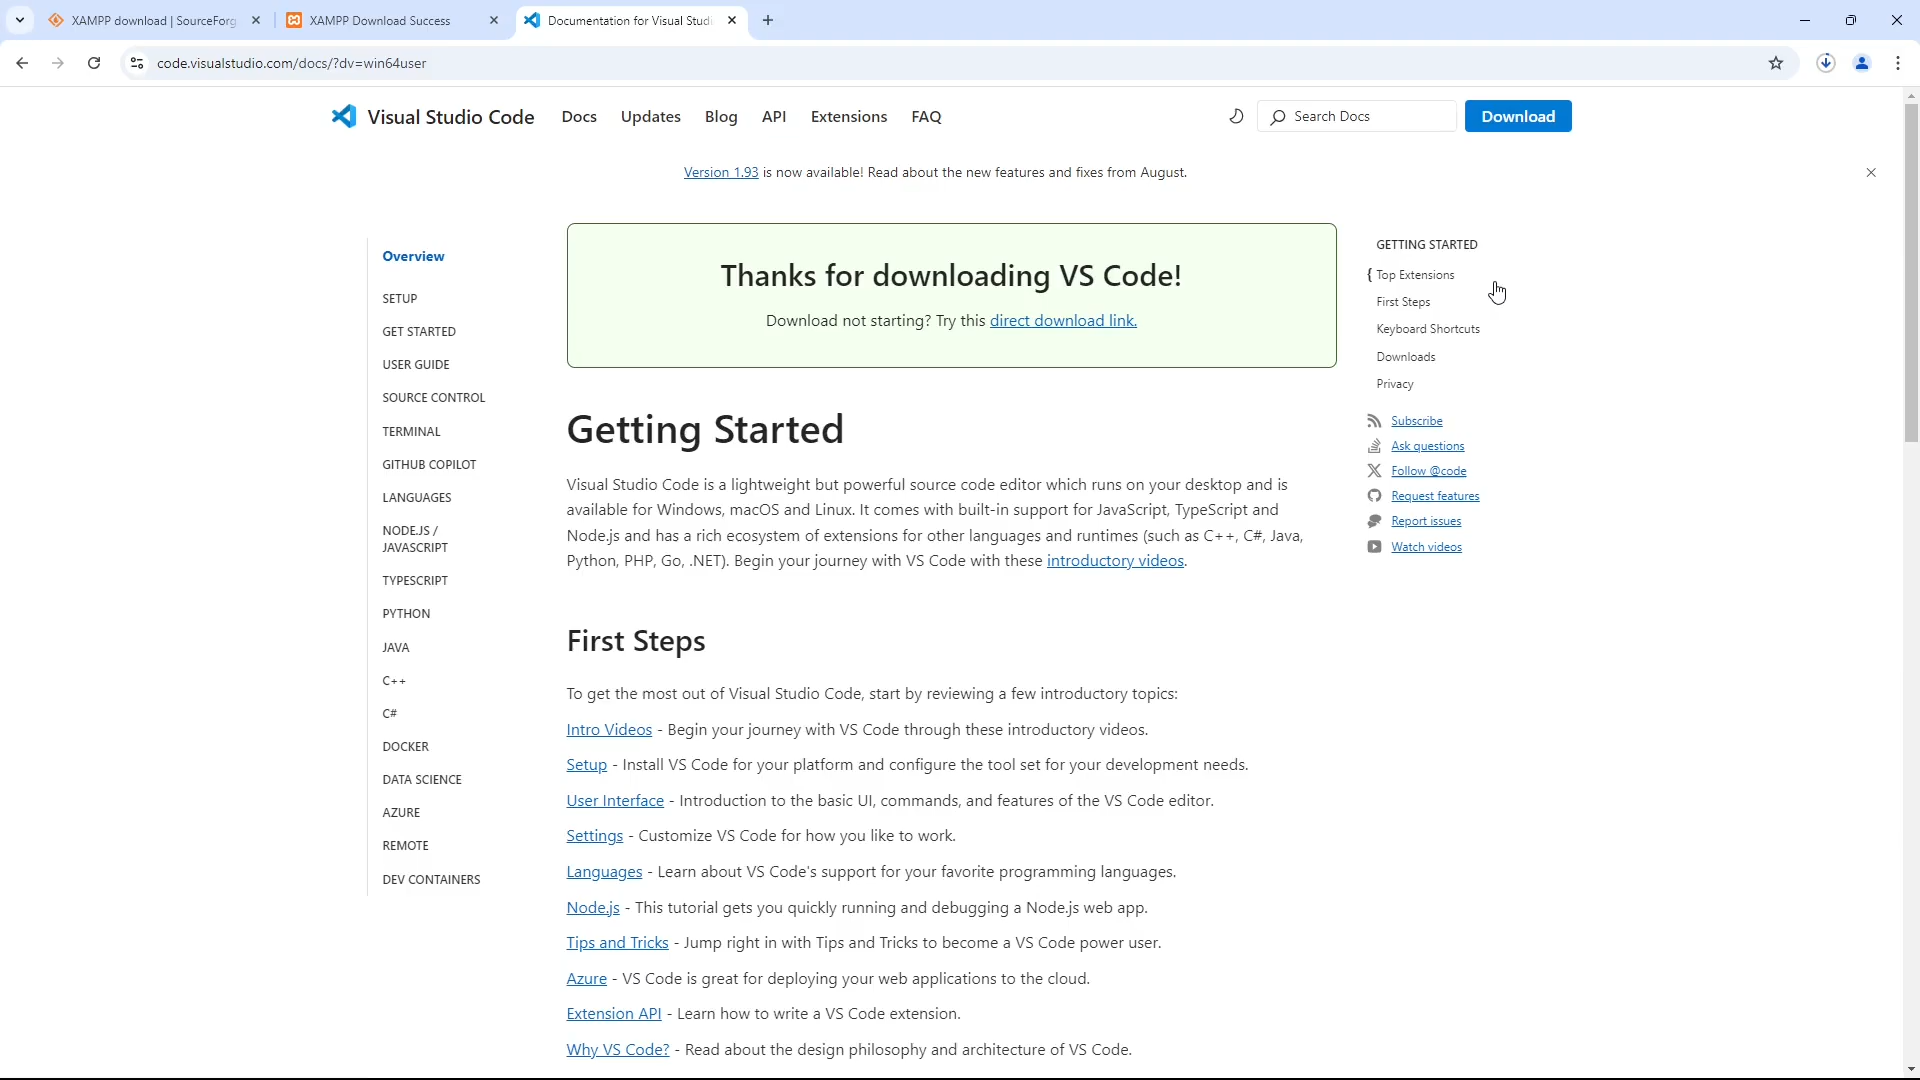 XAMPP download | SourceForg
XAMPP Download Success
Documentation for Visual Studi
code.visualstudio.com/docs/?dv=win64user
Visual Studio Code
Docs
Updates
Blog
API
Extensions
FAQ
Search Docs
Download
Version 1.93 is now available! Read about the new features and fixes from August.
Overview
SETUP
GET STARTED
USER GUIDE
SOURCE CONTROL
TERMINAL
GITHUB COPILOT
LANGUAGES
NODE.JS /
JAVASCRIPT
TYPESCRIPT
PYTHON
JAVA
C++
C#
DOCKER
DATA SCIENCE
AZURE
REMOTE
DEV CONTAINERS
Thanks for downloading VS Code!
Download not starting? Try this direct download link.
Getting Started
Visual Studio Code is a lightweight but powerful source code editor which runs on your desktop and is
available for Windows, macOS and Linux. It comes with built-in support for JavaScript, TypeScript and
Node.js and has a rich ecosystem of extensions for other languages and runtimes (such as C++, C#, Java,
Python, PHP, Go, .NET). Begin your journey with VS Code with these introductory videos.
First Steps
To get the most out of Visual Studio Code, start by reviewing a few introductory topics:
Intro Videos - Begin your journey with VS Code through these introductory videos.
Setup - Install VS Code for your platform and configure the tool set for your development needs.
User Interface - Introduction to the basic UI, commands, and features of the VS Code editor.
Settings - Customize VS Code for how you like to work.
Languages - Learn about VS Code's support for your favorite programming languages.
Node.js - This tutorial gets you quickly running and debugging a Node.js web app.
Tips and Tricks - Jump right in with Tips and Tricks to become a VS Code power user.
Azure - VS Code is great for deploying your web applications to the cloud.
Extension API - Learn how to write a VS Code extension.
Why VS Code? - Read about the design philosophy and architecture of VS Code.
GETTING STARTED
{ Top Extensions
First Steps
Keyboard Shortcuts
Downloads
Privacy
Subscribe
Ask questions
Follow @code
Request features
Report issues
Watch videos